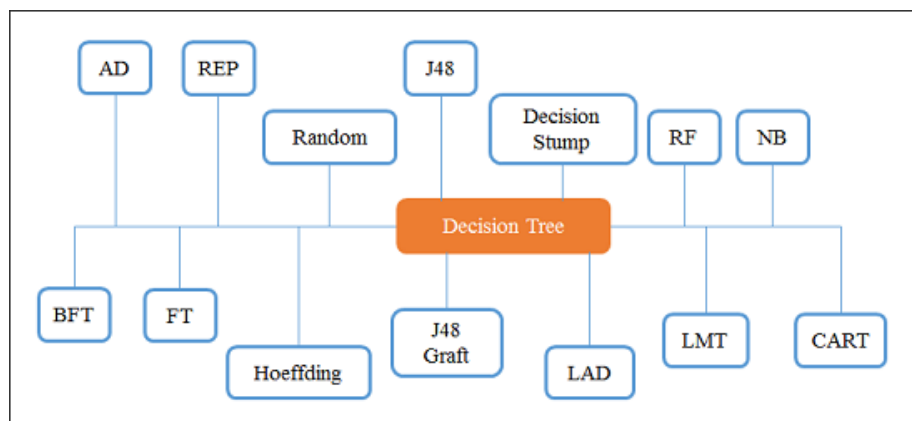 AD
REP
J48
Random
Decision
Stump
RF
NB
Decision Tree
BFT
FT
Hoeffding
J48
Graft
LAD
LMT
CART